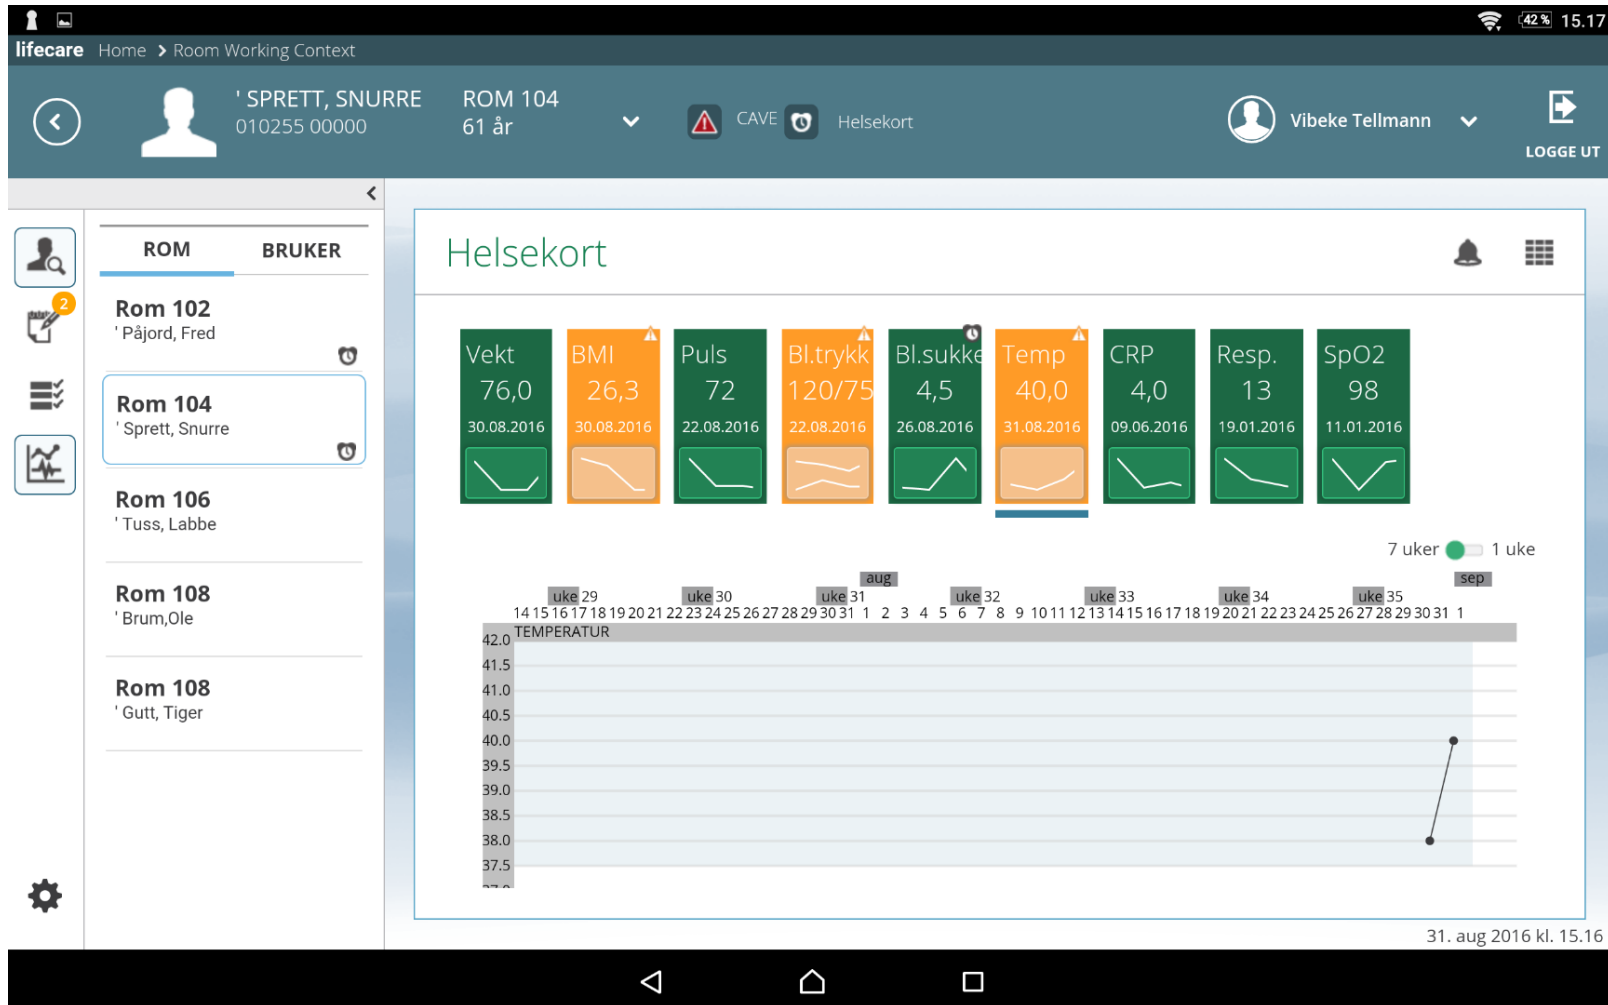 42 % 15.17
lifecare Home > Room Working Context
' SPRETT, SNURRE
010255 00000
ROM 104
61 år
CAVE
Helsekort
Vibeke Tellmann
LOGGE UT
ROM BRUKER
Rom 102
' Påjord, Fred
Rom 104
' Sprett, Snurre
Rom 106
' Tuss, Labbe
Rom 108
' Brum,Ole
Rom 108
' Gutt, Tiger
2
Helsekort
Vekt
76,0
30.08.2016
BMI
26,3
30.08.2016
Puls
72
22.08.2016
Bl.trykk
120/75
22.08.2016
Bl.sukke
4,5
26.08.2016
Temp
40,0
31.08.2016
CRP
4,0
09.06.2016
Resp.
13
19.01.2016
SpO2
98
11.01.2016
7 uker 1 uke
aug sep
uke 29 uke 30 uke 31 uke 32 uke 33 uke 34 uke 35
14 15 16 17 18 19 20 21 22 23 24 25 26 27 28 29 30 31 1 2 3 4 5 6 7 8 9 10 11 12 13 14 15 16 17 18 19 20 21 22 23 24 25 26 27 28 29 30 31 1
TEMPERATUR
42.0
41.5
41.0
40.5
40.0
39.5
39.0
38.5
38.0
37.5
37.0
31. aug 2016 kl. 15.16